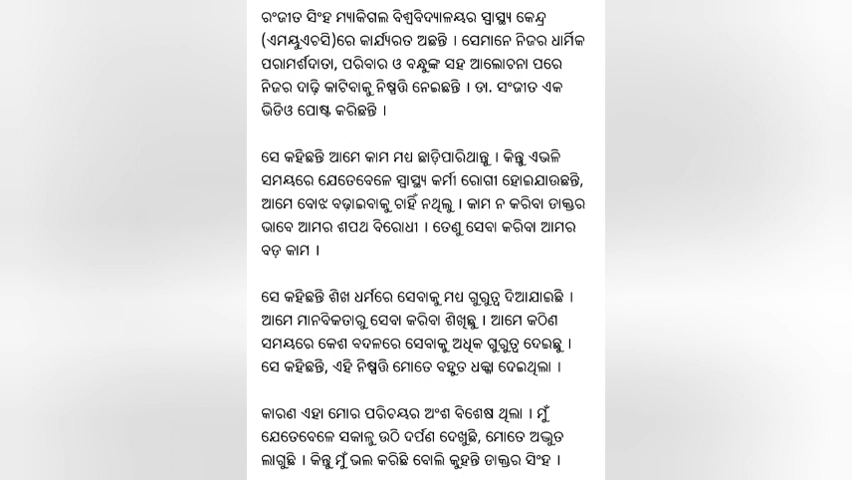 ରଂଜୀତ ସିଂହ ମ୍ୟାକିଗଲ ବିଶ୍ୱବିଦ୍ୟାଳୟର ସ୍ୱାସ୍ଥ୍ୟ କେନ୍ଦ୍ର
(ଏମୟୁଏଚସି)ରେ କାର୍ଯ୍ୟରତ ଅଛନ୍ତି । ସେମାନେ ନିଜର ଧାର୍ମିକ
ପରାମର୍ଶଦାତା, ପରିବାର ଓ ବନ୍ଧୁଙ୍କ ସହ ଆଲୋଚନା ପରେ
ନିଜର ଦାଢ଼ି କାଟିବାକୁ ନିଷ୍ପତ୍ତି ନେଇଛନ୍ତି । ଡା. ସଂଜୀତ ଏକ
ଭିଡିଓ ପୋଷ୍ଟ କରିଛନ୍ତି ।
ସେ କହିଛନ୍ତି ଆମେ କାମ ମଧ୍ୟ ଛାଡ଼ିପାରିଥାନ୍ତୁ । କିନ୍ତୁ ଏଭଳି
ସମୟରେ ଯେତେବେଳେ ସ୍ୱାସ୍ଥ୍ୟ କର୍ମୀ ରୋଗୀ ହୋଇଯାଉଛନ୍ତି,
ଆମେ ବୋଝ ବଢ଼ାଇବାକୁ ଚାହିଁ ନଥିଲୁ । କାମ ନ କରିବା ଡାକ୍ତର
ଭାବେ ଆମର ଶପଥ ବିରୋଧୀ । ତେଣୁ ସେବା କରିବା ଆମର
ବଡ଼ କାମ ।
ସେ କହିଛନ୍ତି ଶିଖ ଧର୍ମରେ ସେବାକୁ ମଧ୍ୟ ଗୁରୁତ୍ୱ ଦିଆଯାଇଛି ।
ଆମେ ମାନବିକତାରୁ ସେବା କରିବା ଶିଖିଛୁ । ଆମେ କଠିଣ
ସମୟରେ କେଶ ବଦଳରେ ସେବାକୁ ଅଧିକ ଗୁରୁତ୍ୱ ଦେଇଛୁ ।
ସେ କହିଛନ୍ତି, ଏହି ନିଷ୍ପତ୍ତି ମୋତେ ବହୁତ ଧକ୍କା ଦେଇଥିଲା ।
କାରଣ ଏହା ମୋର ପରିଚୟର ଅଂଶ ବିଶେଷ ଥିଲା । ମୁଁ
ଯେତେବେଳେ ସକାଳୁ ଉଠି ଦର୍ପଣ ଦେଖୁଛି, ମୋତେ ଅଦ୍ଭୁତ
ଲାଗୁଛି । କିନ୍ତୁ ମୁଁ ଭଲ କରିଛି ବୋଲି କୁହନ୍ତି ଡାକ୍ତର ସିଂହ ।